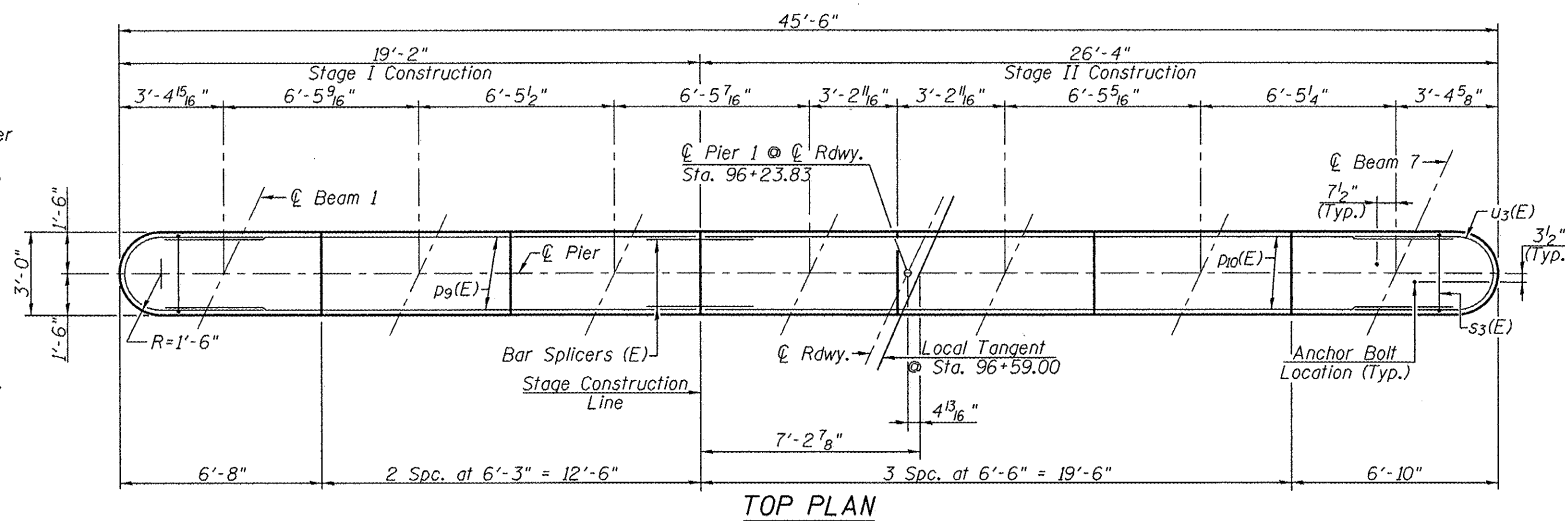 45'-6"
19'-2"
Stage I Construction
26'-4"
Stage II Construction
3'-4 15/16"
6'-5 9/16"
6'-5 1/2"
6'-5 7/16"
3'-2 11/16"
3'-2 11/16"
6'-5 5/16"
6'-5 1/4"
3'-4 5/8"
er
℄ Pier 1 @ ℄ Rdwy.
Sta. 96+23.83
℄ Beam 7
7 1/2"
(Typ.)
℄ Beam 1
1'-6"
u3(E)
3 1/2"
(Typ.
3'-0"
℄ Pier
p9(E)
p10(E)
1'-6"
s3(E)
R=1'-6"
Bar Splicers (E)
℄ Rdwy.
Local Tangent
@ Sta. 96+59.00
Anchor Bolt
Location (Typ.)
Stage Construction
Line
4 13/16"
7'-2 7/8"
6'-8"
2 Spc. at 6'-3" = 12'-6"
3 Spc. at 6'-6" = 19'-6"
6'-10"
TOP PLAN